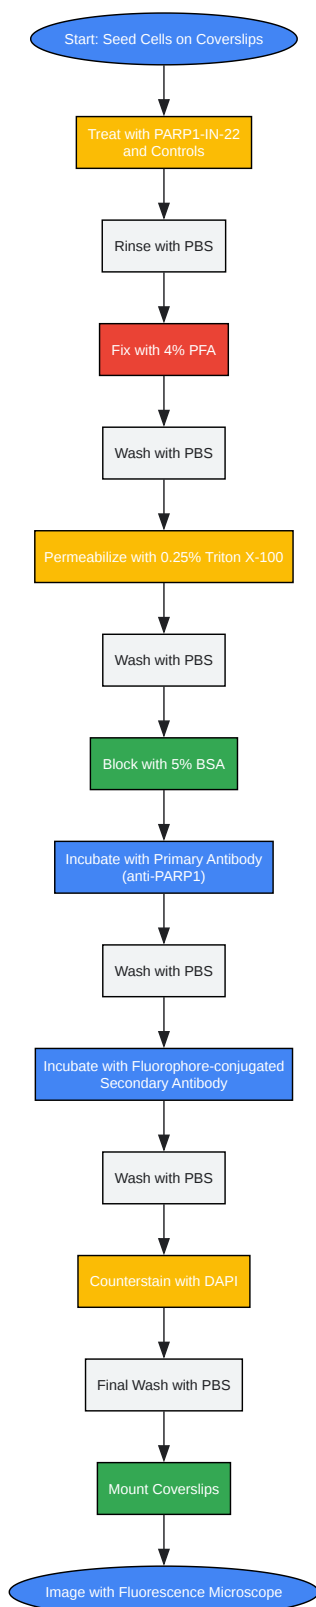 Start: Seed Cells on Coverslips
Treat with PARP1-IN-22
and Controls
Rinse with PBS
Fix with 4% PFA
Wash with PBS
Permeabilize with 0.25% Triton X-100
Wash with PBS
Block with 5% BSA
Incubate with Primary Antibody
(anti-PARP1)
Wash with PBS
Incubate with Fluorophore-conjugated
Secondary Antibody
Wash with PBS
Counterstain with DAPI
Final Wash with PBS
Mount Coverslips
Image with Fluorescence Microscope